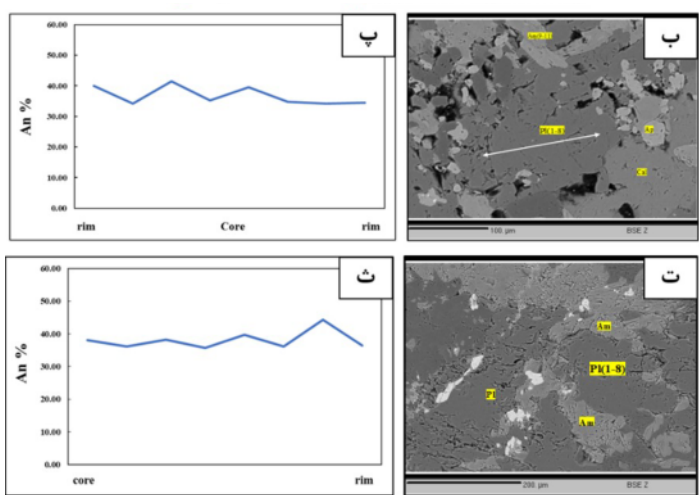 پ
60.00
50.00
40.00
30.00
20.00
10.00
0.00
An %
rim Core rim
ب
Pl(1-8)
Ap
Ca
100 µm BSE Z
ث
60.00
50.00
40.00
30.00
20.00
10.00
0.00
An %
core rim
ت
Am
Pl(1-8)
Pl
Am
200 µm BSE Z